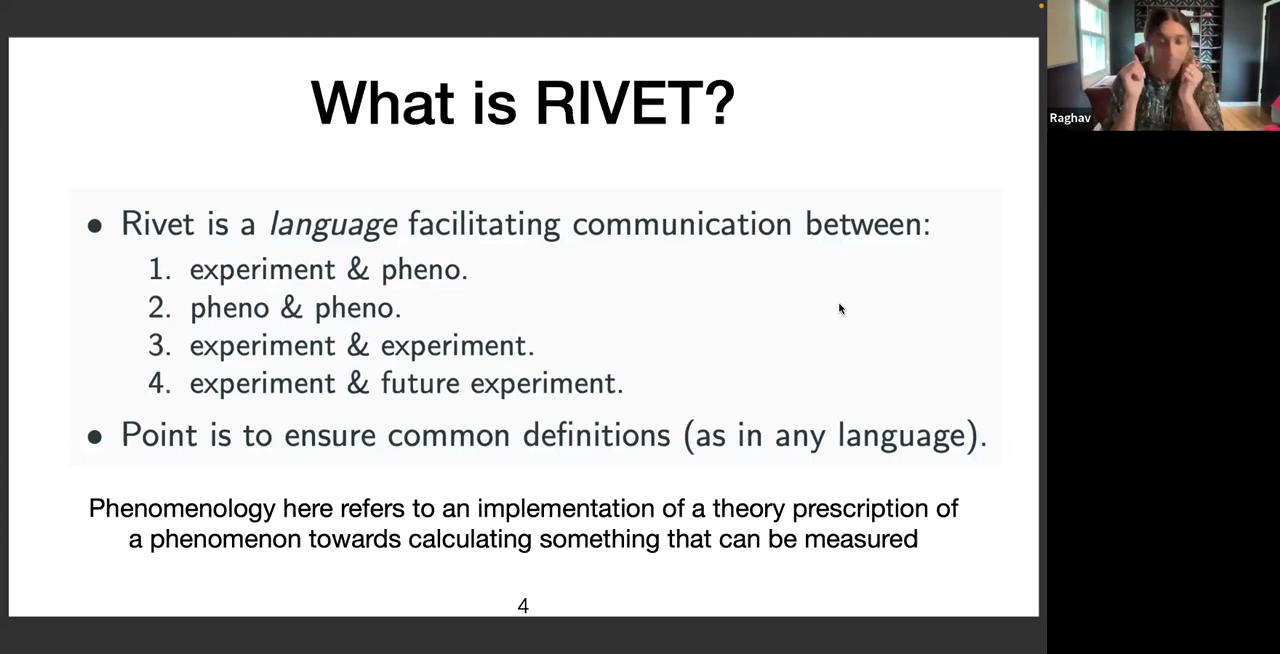 What is RIVET?
• Rivet is a language facilitating communication between:
1. experiment & pheno.
2. pheno & pheno.
3. experiment & experiment.
4. experiment & future experiment.
• Point is to ensure common definitions (as in any language).
Phenomenology here refers to an implementation of a theory prescription of
a phenomenon towards calculating something that can be measured
4
Raghav